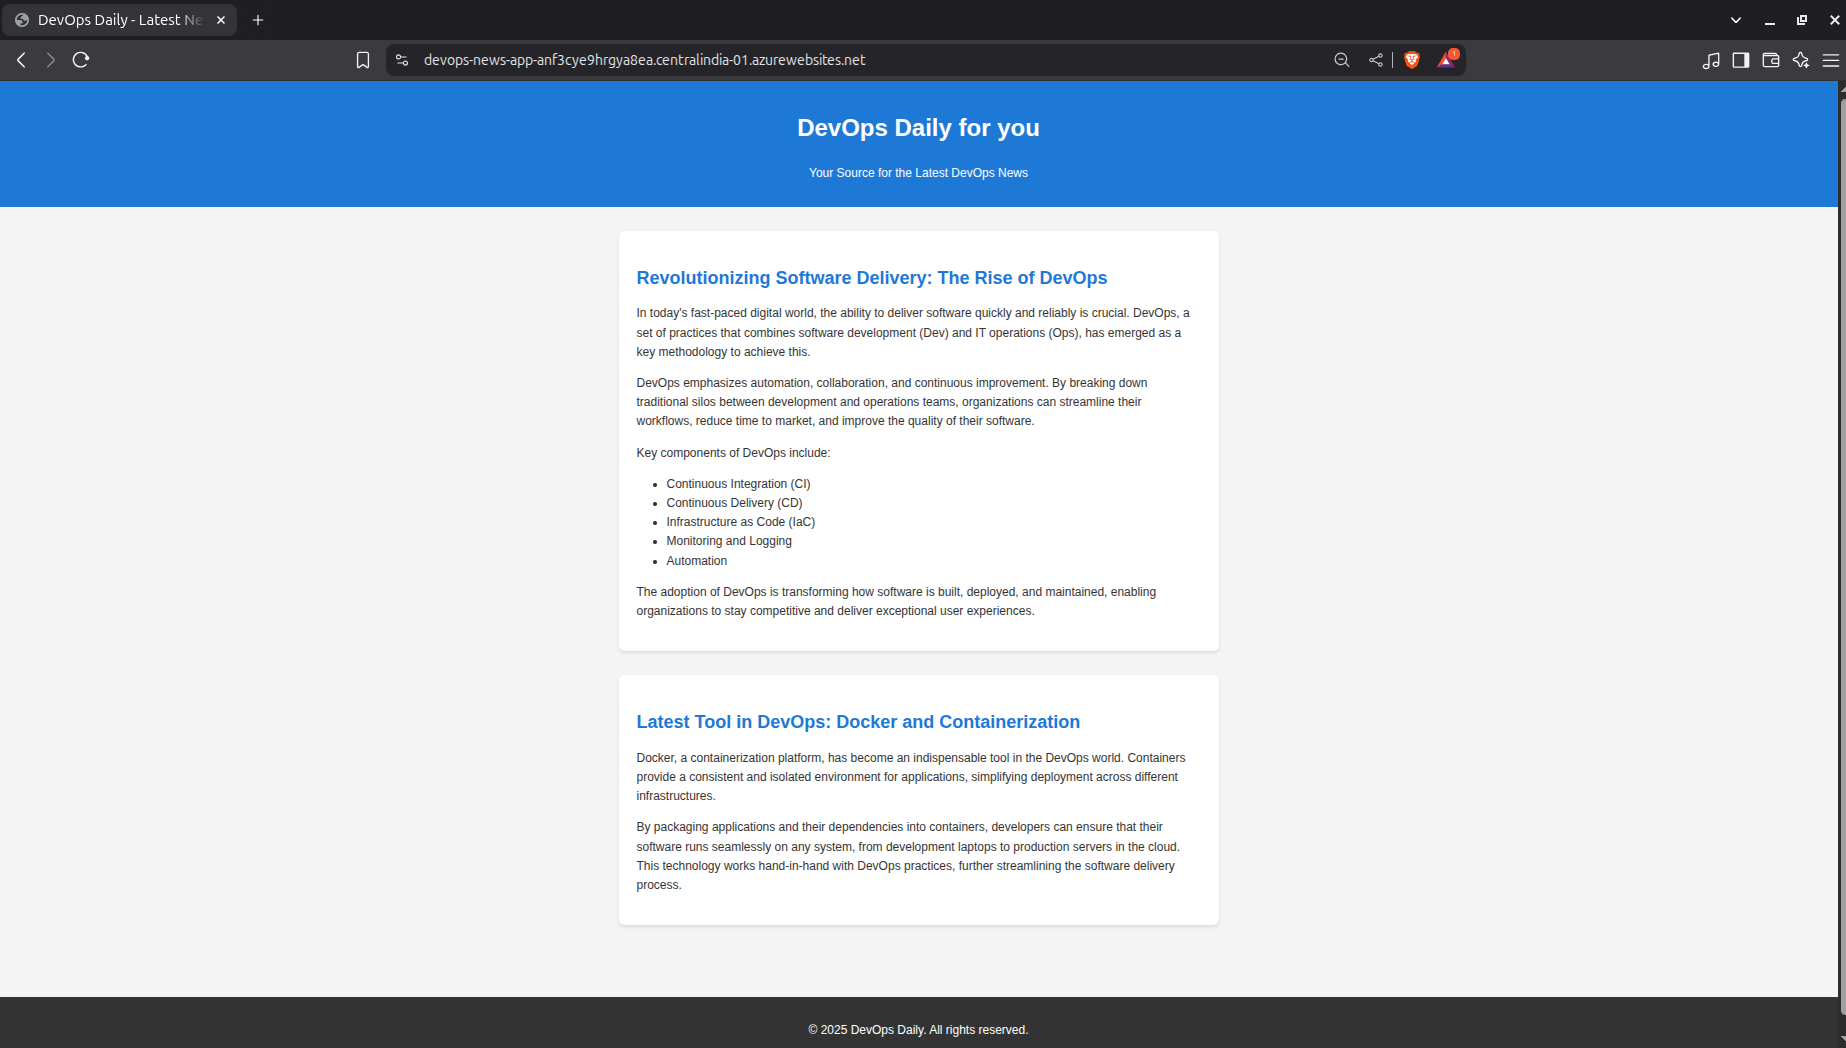 DevOps Daily - Latest Ne
devops-news-app-anf3cye9hrgya8ea.centralindia-01.azurewebsites.net
1
DevOps Daily for you
Your Source for the Latest DevOps News
Revolutionizing Software Delivery: The Rise of DevOps
In today's fast-paced digital world, the ability to deliver software quickly and reliably is crucial. DevOps, a
set of practices that combines software development (Dev) and IT operations (Ops), has emerged as a
key methodology to achieve this.
DevOps emphasizes automation, collaboration, and continuous improvement. By breaking down
traditional silos between development and operations teams, organizations can streamline their
workflows, reduce time to market, and improve the quality of their software.
Key components of DevOps include:
• Continuous Integration (CI)
• Continuous Delivery (CD)
• Infrastructure as Code (IaC)
• Monitoring and Logging
• Automation
The adoption of DevOps is transforming how software is built, deployed, and maintained, enabling
organizations to stay competitive and deliver exceptional user experiences.
Latest Tool in DevOps: Docker and Containerization
Docker, a containerization platform, has become an indispensable tool in the DevOps world. Containers
provide a consistent and isolated environment for applications, simplifying deployment across different
infrastructures.
By packaging applications and their dependencies into containers, developers can ensure that their
software runs seamlessly on any system, from development laptops to production servers in the cloud.
This technology works hand-in-hand with DevOps practices, further streamlining the software delivery
process.
© 2025 DevOps Daily. All rights reserved.